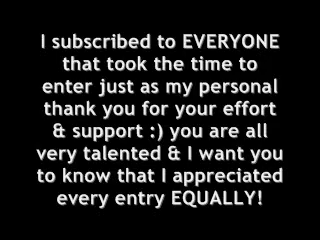 I subscribed to EVERYONE
that took the time to
enter just as my personal
thank you for your effort
& support :) you are all
very talented & I want you
to know that I appreciated
every entry EQUALLY!